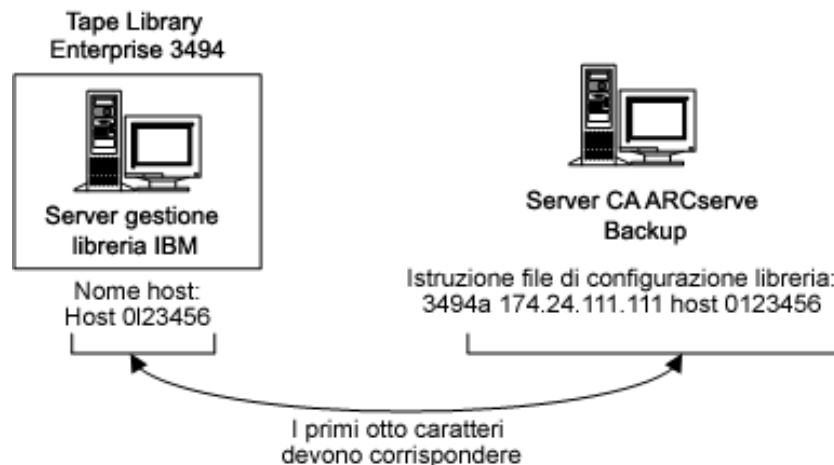 Tape Library
Enterprise 3494
Server gestione
libreria IBM
Nome host:
Host 0l23456
Server CA ARCserve
Backup
Istruzione file di configurazione libreria:
3494a 174.24.111.111 host 0123456
I primi otto caratteri
devono corrispondere